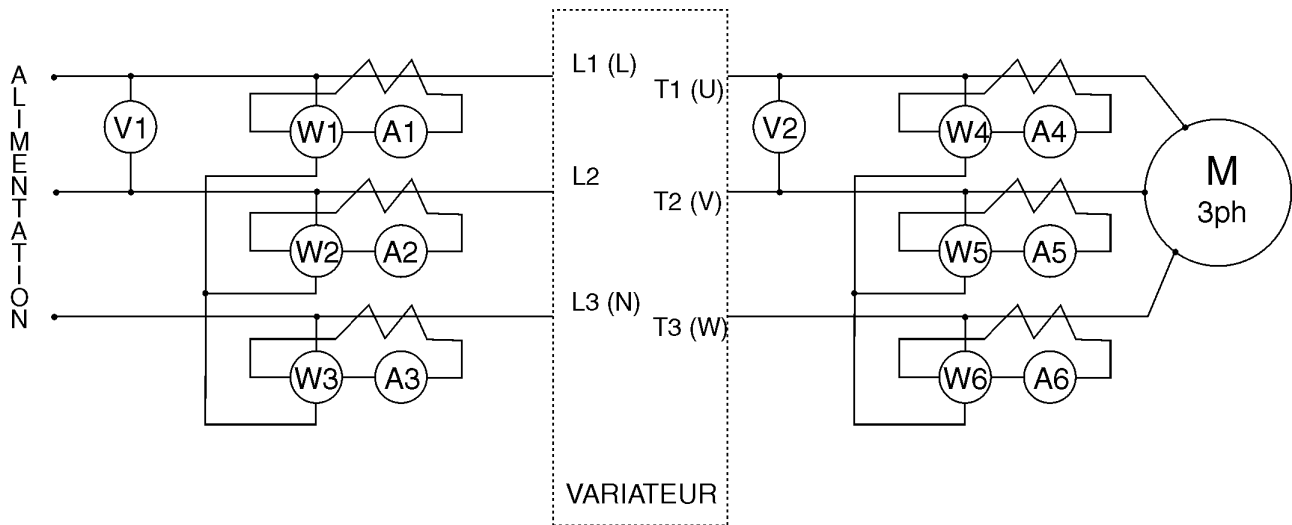 ALIMENTATION
V1
W1
A1
W2
A2
W3
A3
L1 (L)
L2
L3 (N)
T1 (U)
T2 (V)
T3 (W)
VARIATEUR
V2
W4
A4
W5
A5
W6
A6
M
3ph